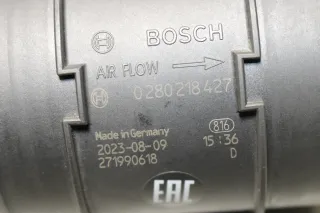 BOSCH
AIR FLOW
0 280 218 427
Made in Germany 816
2023-08-09 15:36
271990618 D
EAC